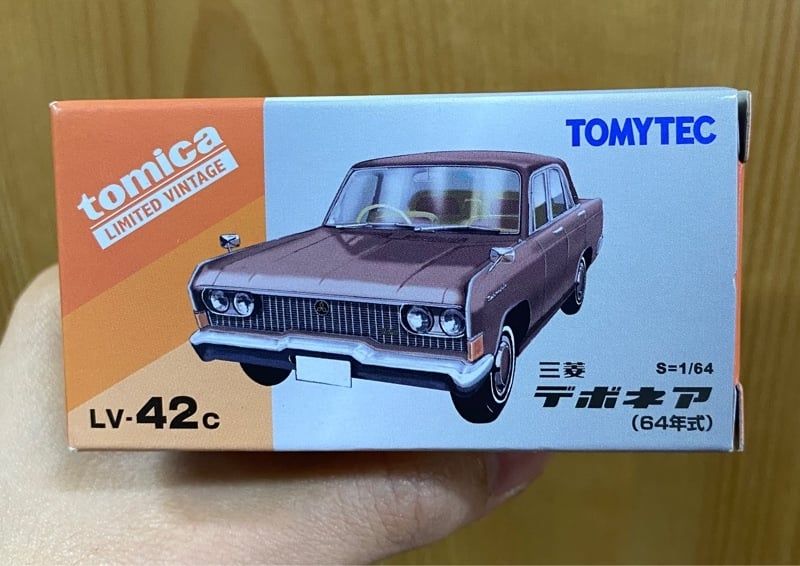 tomica
LIMITED VINTAGE
TOMYTEC
LV-42c
三菱
S=1/64
デボネア
(64年式)